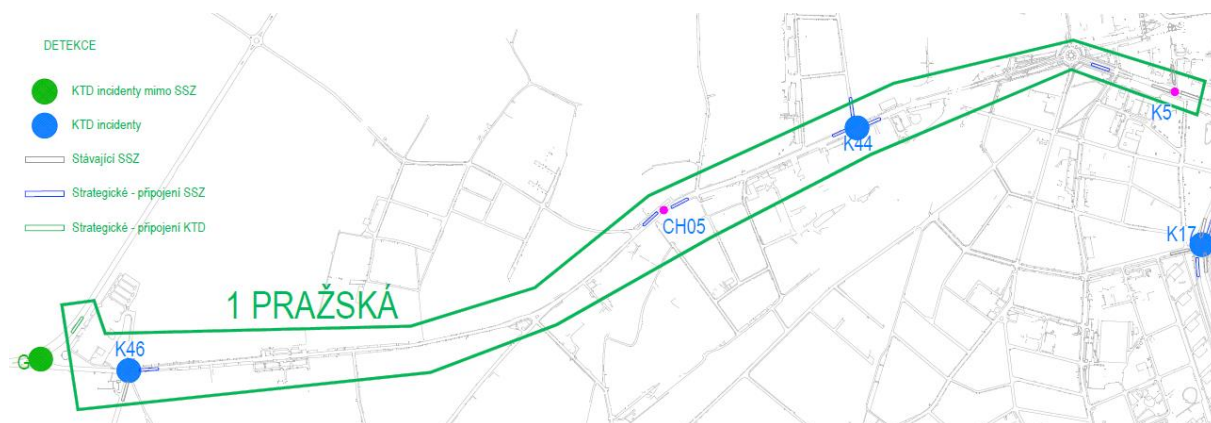 DETEKCE
KTD incidenty mimo SSZ
KTD incidenty
Stávající SSZ
Strategické - připojení SSZ
Strategické - připojení KTD
1 PRAŽSKÁ
G
K46
CH05
K44
K5
K17